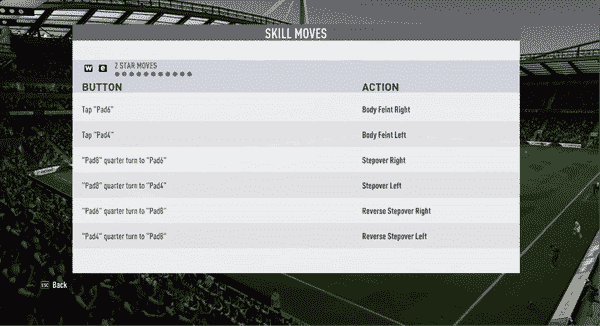 SKILL MOVES
W e 2 STAR MOVES
BUTTON ACTION
Tap "Pad6" Body Feint Right
Tap "Pad4" Body Feint Left
"Pad8" quarter turn to "Pad6" Stepover Right
"Pad8" quarter turn to "Pad4" Stepover Left
"Pad6" quarter turn to "Pad8" Reverse Stepover Right
"Pad4" quarter turn to "Pad8" Reverse Stepover Left
ESC Back